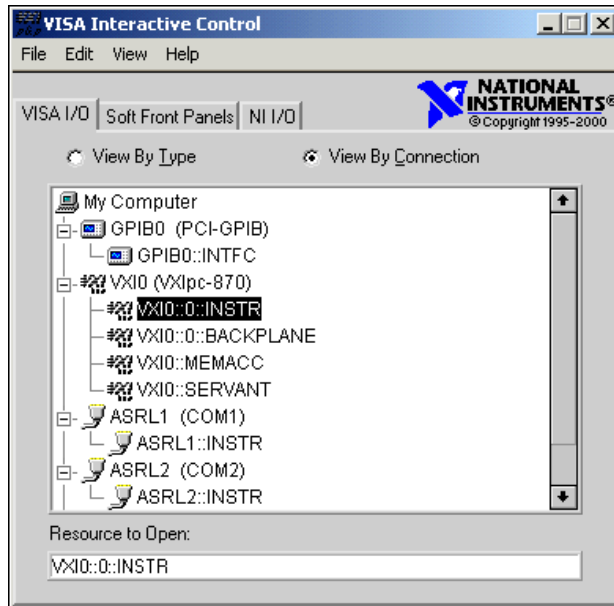 VISA Interactive Control
File Edit View Help
NATIONAL
INSTRUMENTS®
©Copyright 1995-2000
VISA I/O Soft Front Panels NI I/O
View By Type View By Connection
My Computer
GPIB0 (PCI-GPIB)
GPIB0::INTFC
VXI0 (VXIpc-870)
VXI0::0::INSTR
VXI0::0::BACKPLANE
VXI0::MEMACC
VXI0::SERVANT
ASRL1 (COM1)
ASRL1::INSTR
ASRL2 (COM2)
ASRL2::INSTR
Resource to Open:
VXI0::0::INSTR